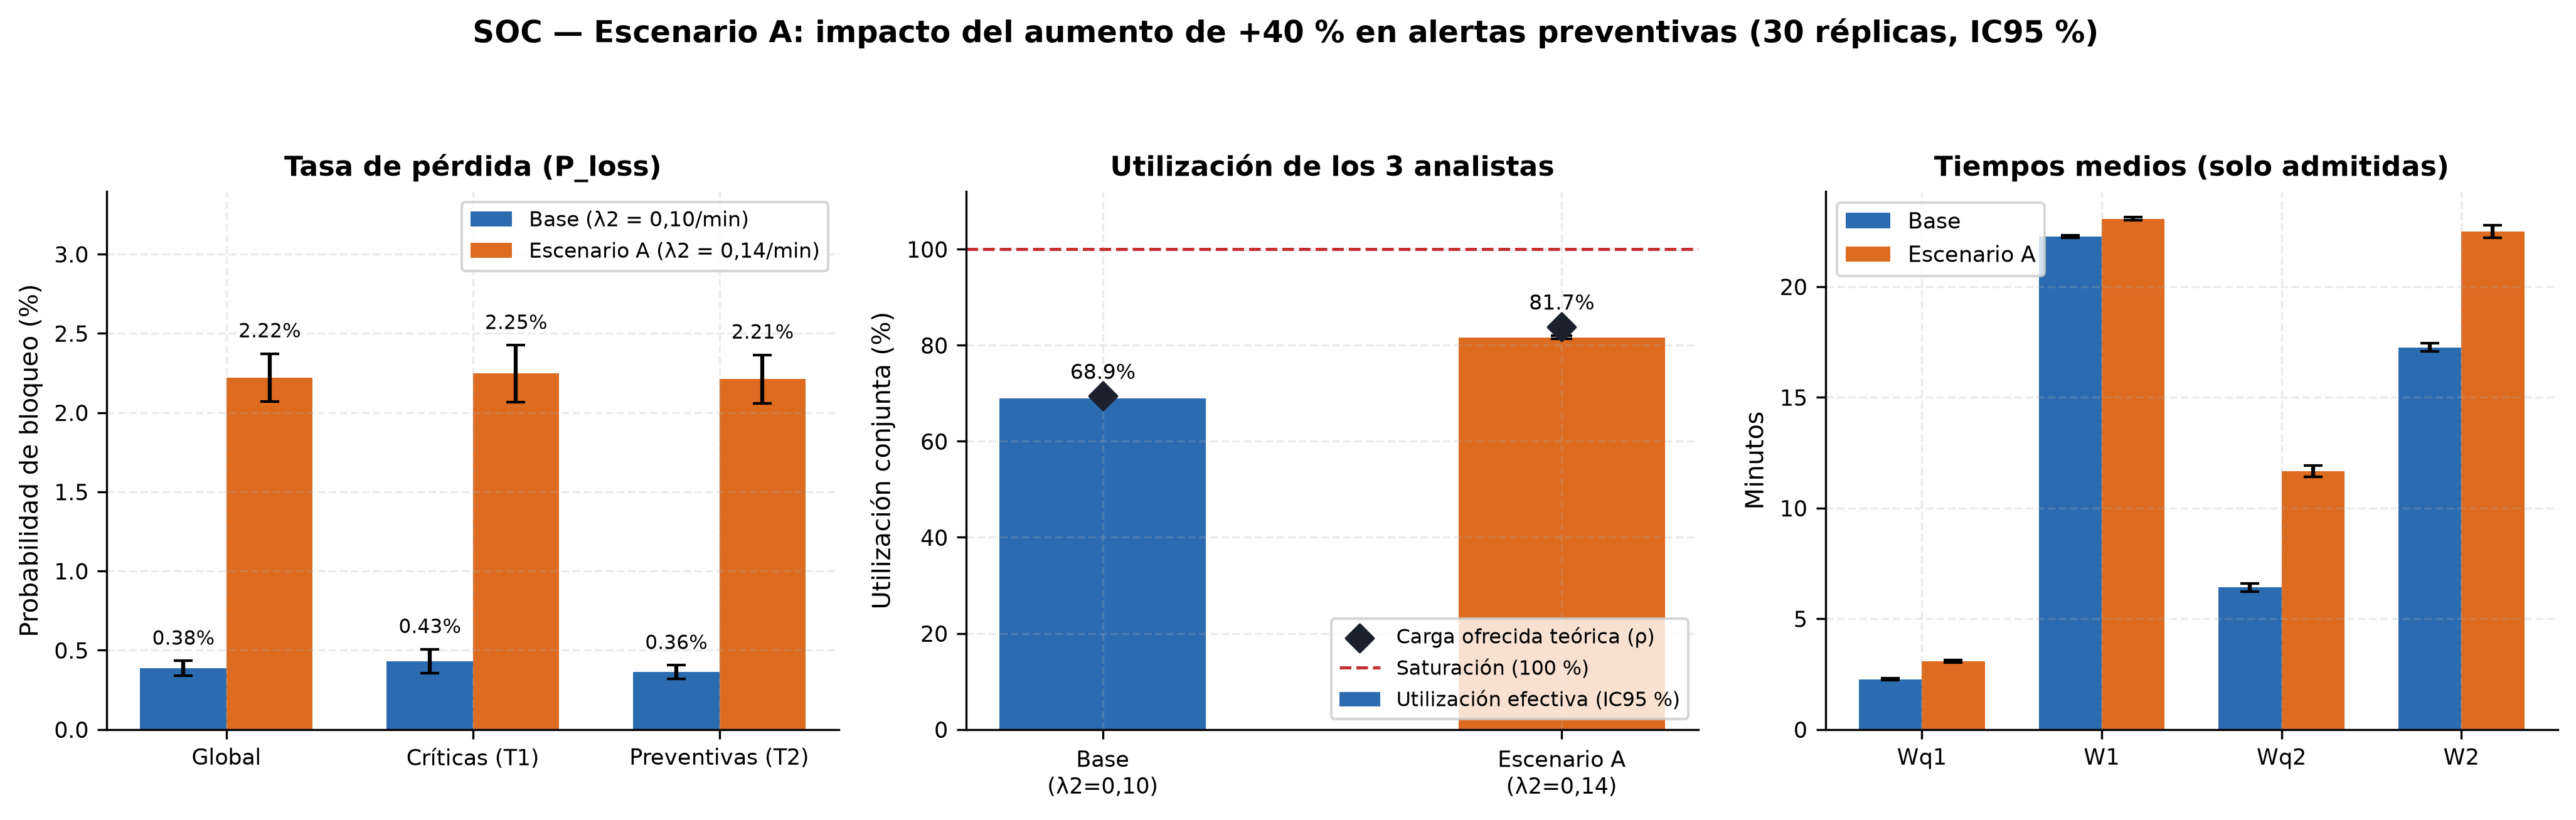 SOC — Escenario A: impacto del aumento de +40 % en alertas preventivas (30 réplicas, IC95 %)
Tasa de pérdida (P_loss)
Probabilidad de bloqueo (%)
3.0
2.5
2.0
1.5
1.0
0.5
0.0
Base (λ2 = 0,10/min)
Escenario A (λ2 = 0,14/min)
0.38%
2.22%
0.43%
2.25%
0.36%
2.21%
Global
Críticas (T1)
Preventivas (T2)
Utilización de los 3 analistas
Utilización conjunta (%)
100
80
60
40
20
0
68.9%
81.7%
Carga ofrecida teórica (ρ)
Saturación (100 %)
Utilización efectiva (IC95 %)
Base
(λ2=0,10)
Escenario A
(λ2=0,14)
Tiempos medios (solo admitidas)
Minutos
20
15
10
5
0
Base
Escenario A
Wq1
W1
Wq2
W2